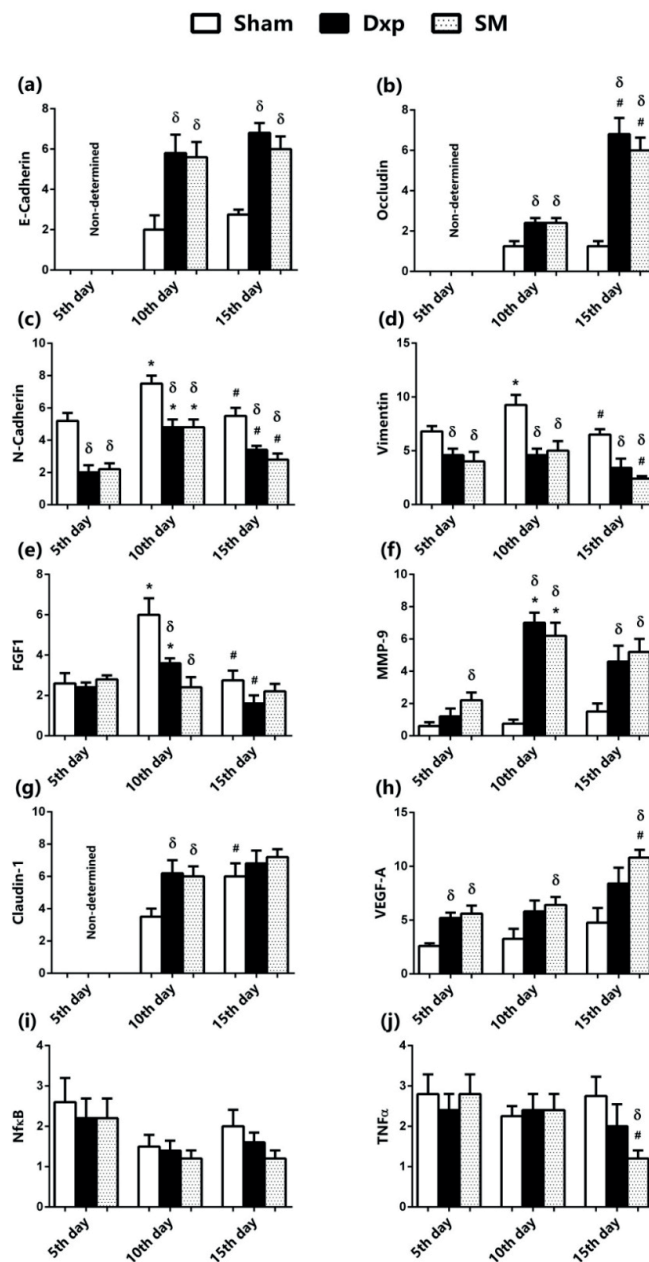 Sham Dxp SM
(a)
E-Cadherin
8
6
4
2
0
Non-determined
δ δ δ δ
5th day 10th day 15th day
(b)
Occludin
8
6
4
2
0
Non-determined
δ δ
δ δ
# #
5th day 10th day 15th day
(c)
N-Cadherin
10
8
6
4
2
0
*
δ δ
δ δ
* *
#
δ δ
# #
5th day 10th day 15th day
(d)
Vimentin
15
10
5
0
δ δ
*
δ δ
#
δ δ
#
5th day 10th day 15th day
(e)
FGF1
8
6
4
2
0
*
δ
*
δ
# #
5th day 10th day 15th day
(f)
MMP-9
10
8
6
4
2
0
δ
δ δ
* *
δ δ
5th day 10th day 15th day
(g)
Claudin-1
10
8
6
4
2
0
Non-determined
δ δ
#
5th day 10th day 15th day
(h)
VEGF-A
15
10
5
0
δ δ
δ
δ
#
5th day 10th day 15th day
(i)
NfκB
4
3
2
1
0
5th day 10th day 15th day
(j)
TNFα
4
3
2
1
0
δ
#
5th day 10th day 15th day